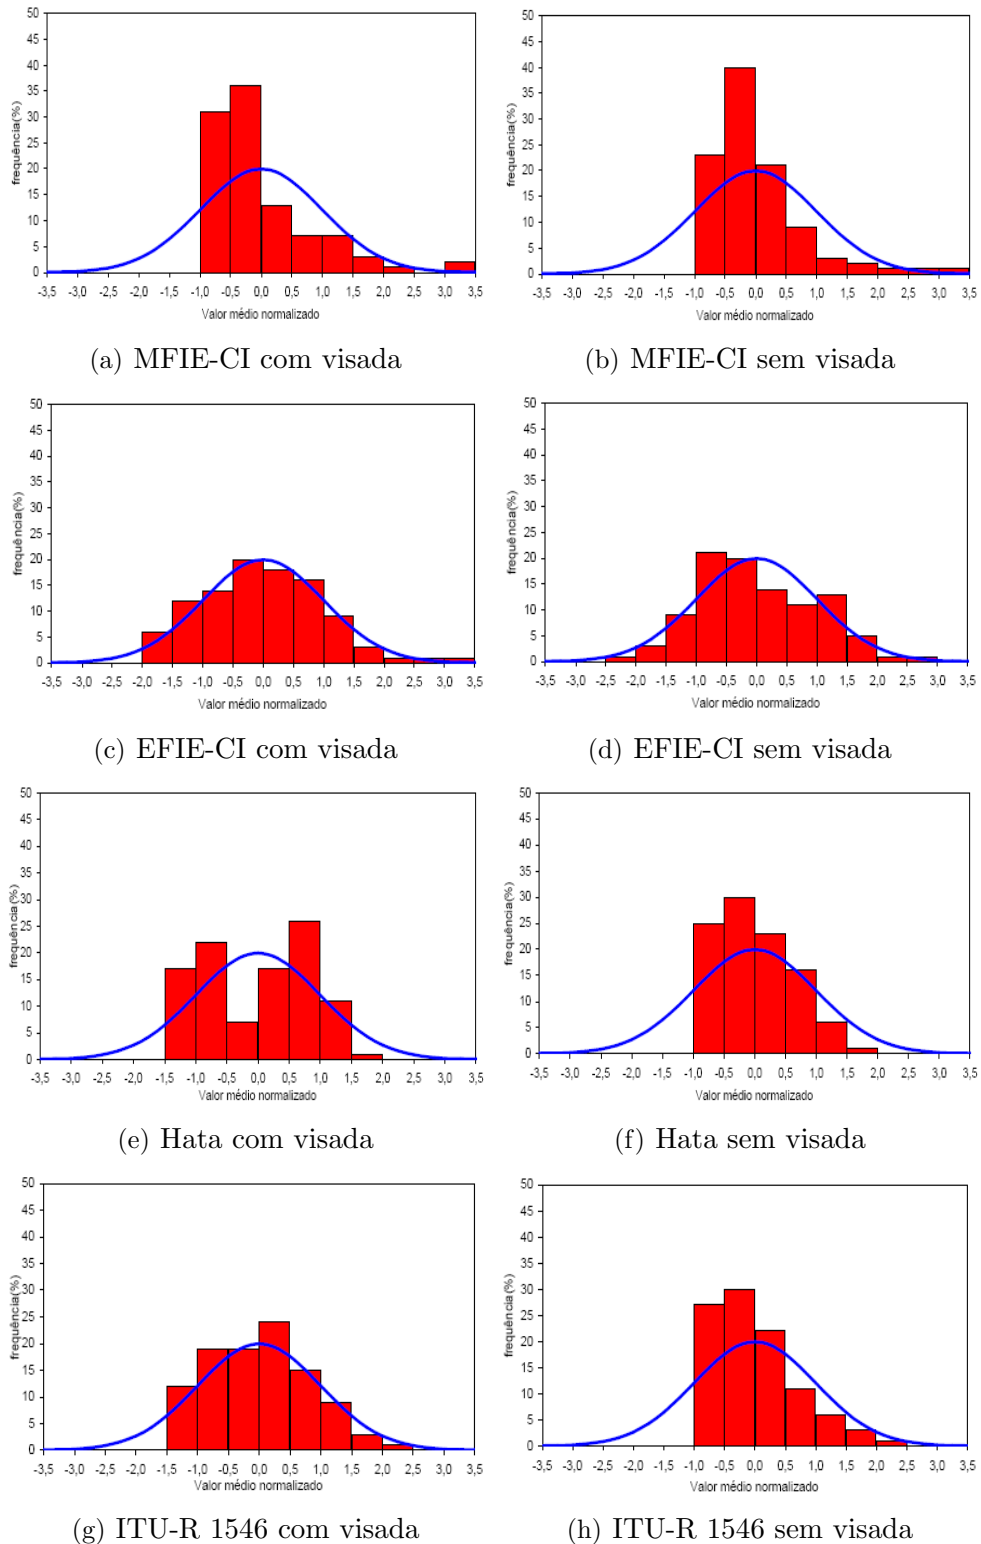 50
45
40
35
30
25
20
15
10
5
0
frequência(%)
-3,5 -3,0 -2,5 -2,0 -1,5 -1,0 -0,5 0,0 0,5 1,0 1,5 2,0 2,5 3,0 3,5
Valor médio normalizado
(a) MFIE-CI com visada
50
45
40
35
30
25
20
15
10
5
0
frequência(%)
-3,5 -3,0 -2,5 -2,0 -1,5 -1,0 -0,5 0,0 0,5 1,0 1,5 2,0 2,5 3,0 3,5
Valor médio normalizado
(b) MFIE-CI sem visada
50
45
40
35
30
25
20
15
10
5
0
frequência(%)
-3,5 -3,0 -2,5 -2,0 -1,5 -1,0 -0,5 0,0 0,5 1,0 1,5 2,0 2,5 3,0 3,5
Valor médio normalizado
(c) EFIE-CI com visada
50
45
40
35
30
25
20
15
10
5
0
frequência(%)
-3,5 -3,0 -2,5 -2,0 -1,5 -1,0 -0,5 0,0 0,5 1,0 1,5 2,0 2,5 3,0 3,5
Valor médio normalizado
(d) EFIE-CI sem visada
50
45
40
35
30
25
20
15
10
5
0
frequência(%)
-3,5 -3,0 -2,5 -2,0 -1,5 -1,0 -0,5 0,0 0,5 1,0 1,5 2,0 2,5 3,0 3,5
Valor médio normalizado
(e) Hata com visada
50
45
40
35
30
25
20
15
10
5
0
frequência(%)
-3,5 -3,0 -2,5 -2,0 -1,5 -1,0 -0,5 0,0 0,5 1,0 1,5 2,0 2,5 3,0 3,5
Valor médio normalizado
(f) Hata sem visada
50
45
40
35
30
25
20
15
10
5
0
frequência(%)
-3,5 -3,0 -2,5 -2,0 -1,5 -1,0 -0,5 0,0 0,5 1,0 1,5 2,0 2,5 3,0 3,5
Valor médio normalizado
(g) ITU-R 1546 com visada
50
45
40
35
30
25
20
15
10
5
0
frequência(%)
-3,5 -3,0 -2,5 -2,0 -1,5 -1,0 -0,5 0,0 0,5 1,0 1,5 2,0 2,5 3,0 3,5
Valor médio normalizado
(h) ITU-R 1546 sem visada